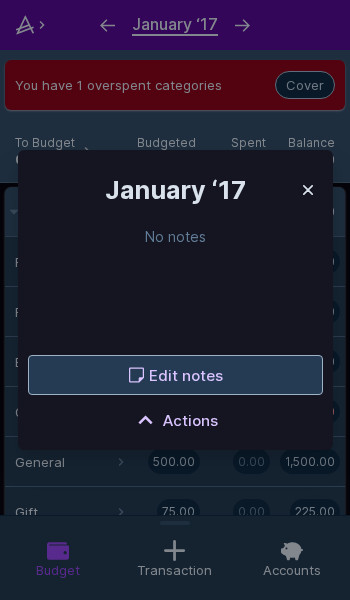 January ‘17
You have 1 overspent categories
Cover
To Budget Budgeted Spent Balance
January ‘17
No notes
Edit notes
Actions
General 500.00 0.00 1,500.00
Gift 75.00 0.00 225.00
Budget Transaction Accounts